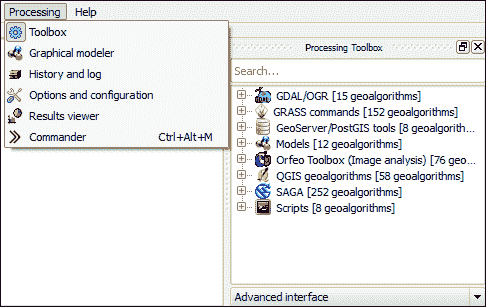 Processing Help
Toolbox
Graphical modeler
History and log
Options and configuration
Results viewer
Commander Ctrl+Alt+M
Processing Toolbox
Search...
GDAL/OGR [15 geoalgorithms]
GRASS commands [152 geoalgorithms]
GeoServer/PostGIS tools [8 geoalgorith...
Models [12 geoalgorithms]
Orfeo Toolbox (Image analysis) [76 geo...
QGIS geoalgorithms [58 geoalgorithms]
SAGA [252 geoalgorithms]
Scripts [8 geoalgorithms]
Advanced interface